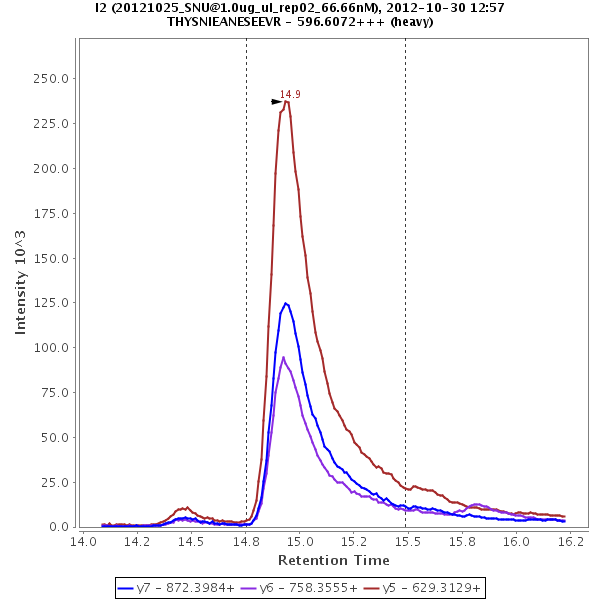 I2 (20121025_SNU@1.0ug_ul_rep02_66.66nM), 2012-10-30 12:57
THYSNIEANESEEVR - 596.6072+++ (heavy)
14.9
250.0
225.0
200.0
175.0
150.0
125.0
100.0
75.0
50.0
25.0
0.0
Intensity 10^3
14.0 14.2 14.5 14.8 15.0 15.2 15.5 15.8 16.0 16.2
Retention Time
y7 - 872.3984+ y6 - 758.3555+ y5 - 629.3129+